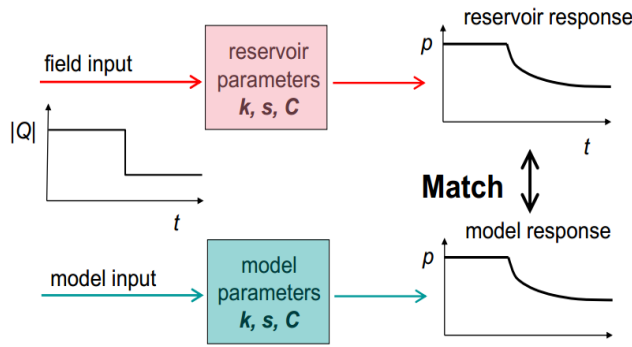 reservoir response
p
t
field input
reservoir
parameters
k, s, C
|Q|
t
Match
model response
p
t
model input
model
parameters
k, s, C